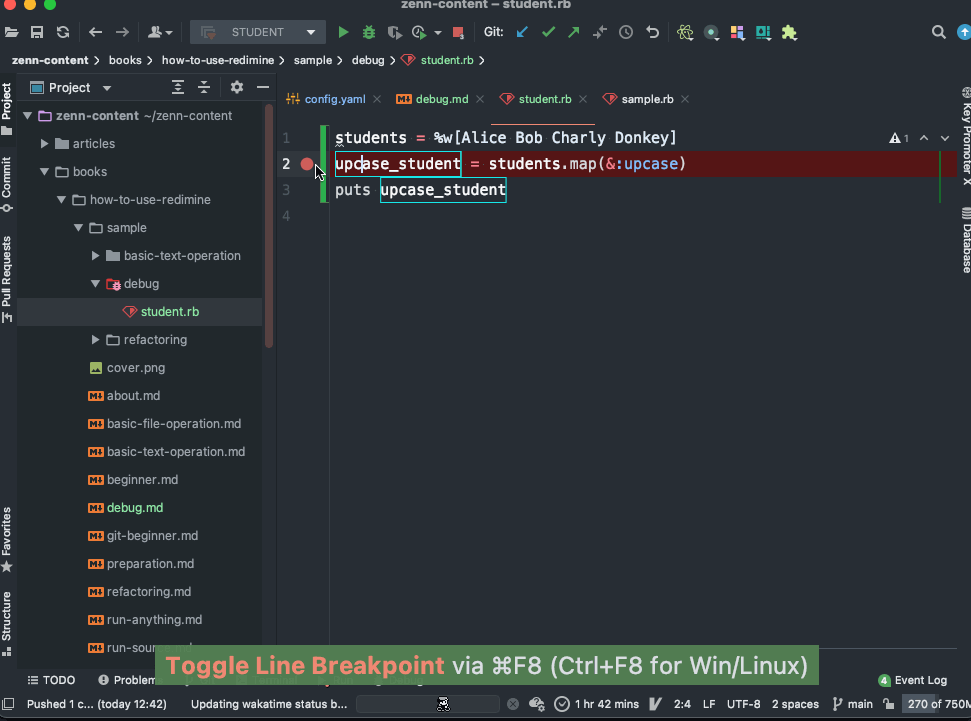 zenn-content – student.rb
STUDENT
Git:
zenn-content
books
how-to-use-redimine
sample
debug
student.rb
Project
Commit
Pull Requests
Favorites
Structure
Project
zenn-content ~/zenn-content
articles
books
how-to-use-redimine
sample
basic-text-operation
debug
student.rb
refactoring
cover.png
about.md
basic-file-operation.md
basic-text-operation.md
beginner.md
debug.md
git-beginner.md
preparation.md
refactoring.md
run-anything.md
config.yaml
debug.md
student.rb
sample.rb
1 students = %w[Alice Bob Charly Donkey]
1
2 upcase_student = students.map(&:upcase)
3 puts upcase_student
4
Key Promoter X
Database
Toggle Line Breakpoint via ⌘F8 (Ctrl+F8 for Win/Linux)
TODO
Problem
4 Event Log
Pushed 1 c... (today 12:42)
Updating wakatime status b...
1 hr 42 mins
2:4
LF
UTF-8
2 spaces
main
270 of 750M